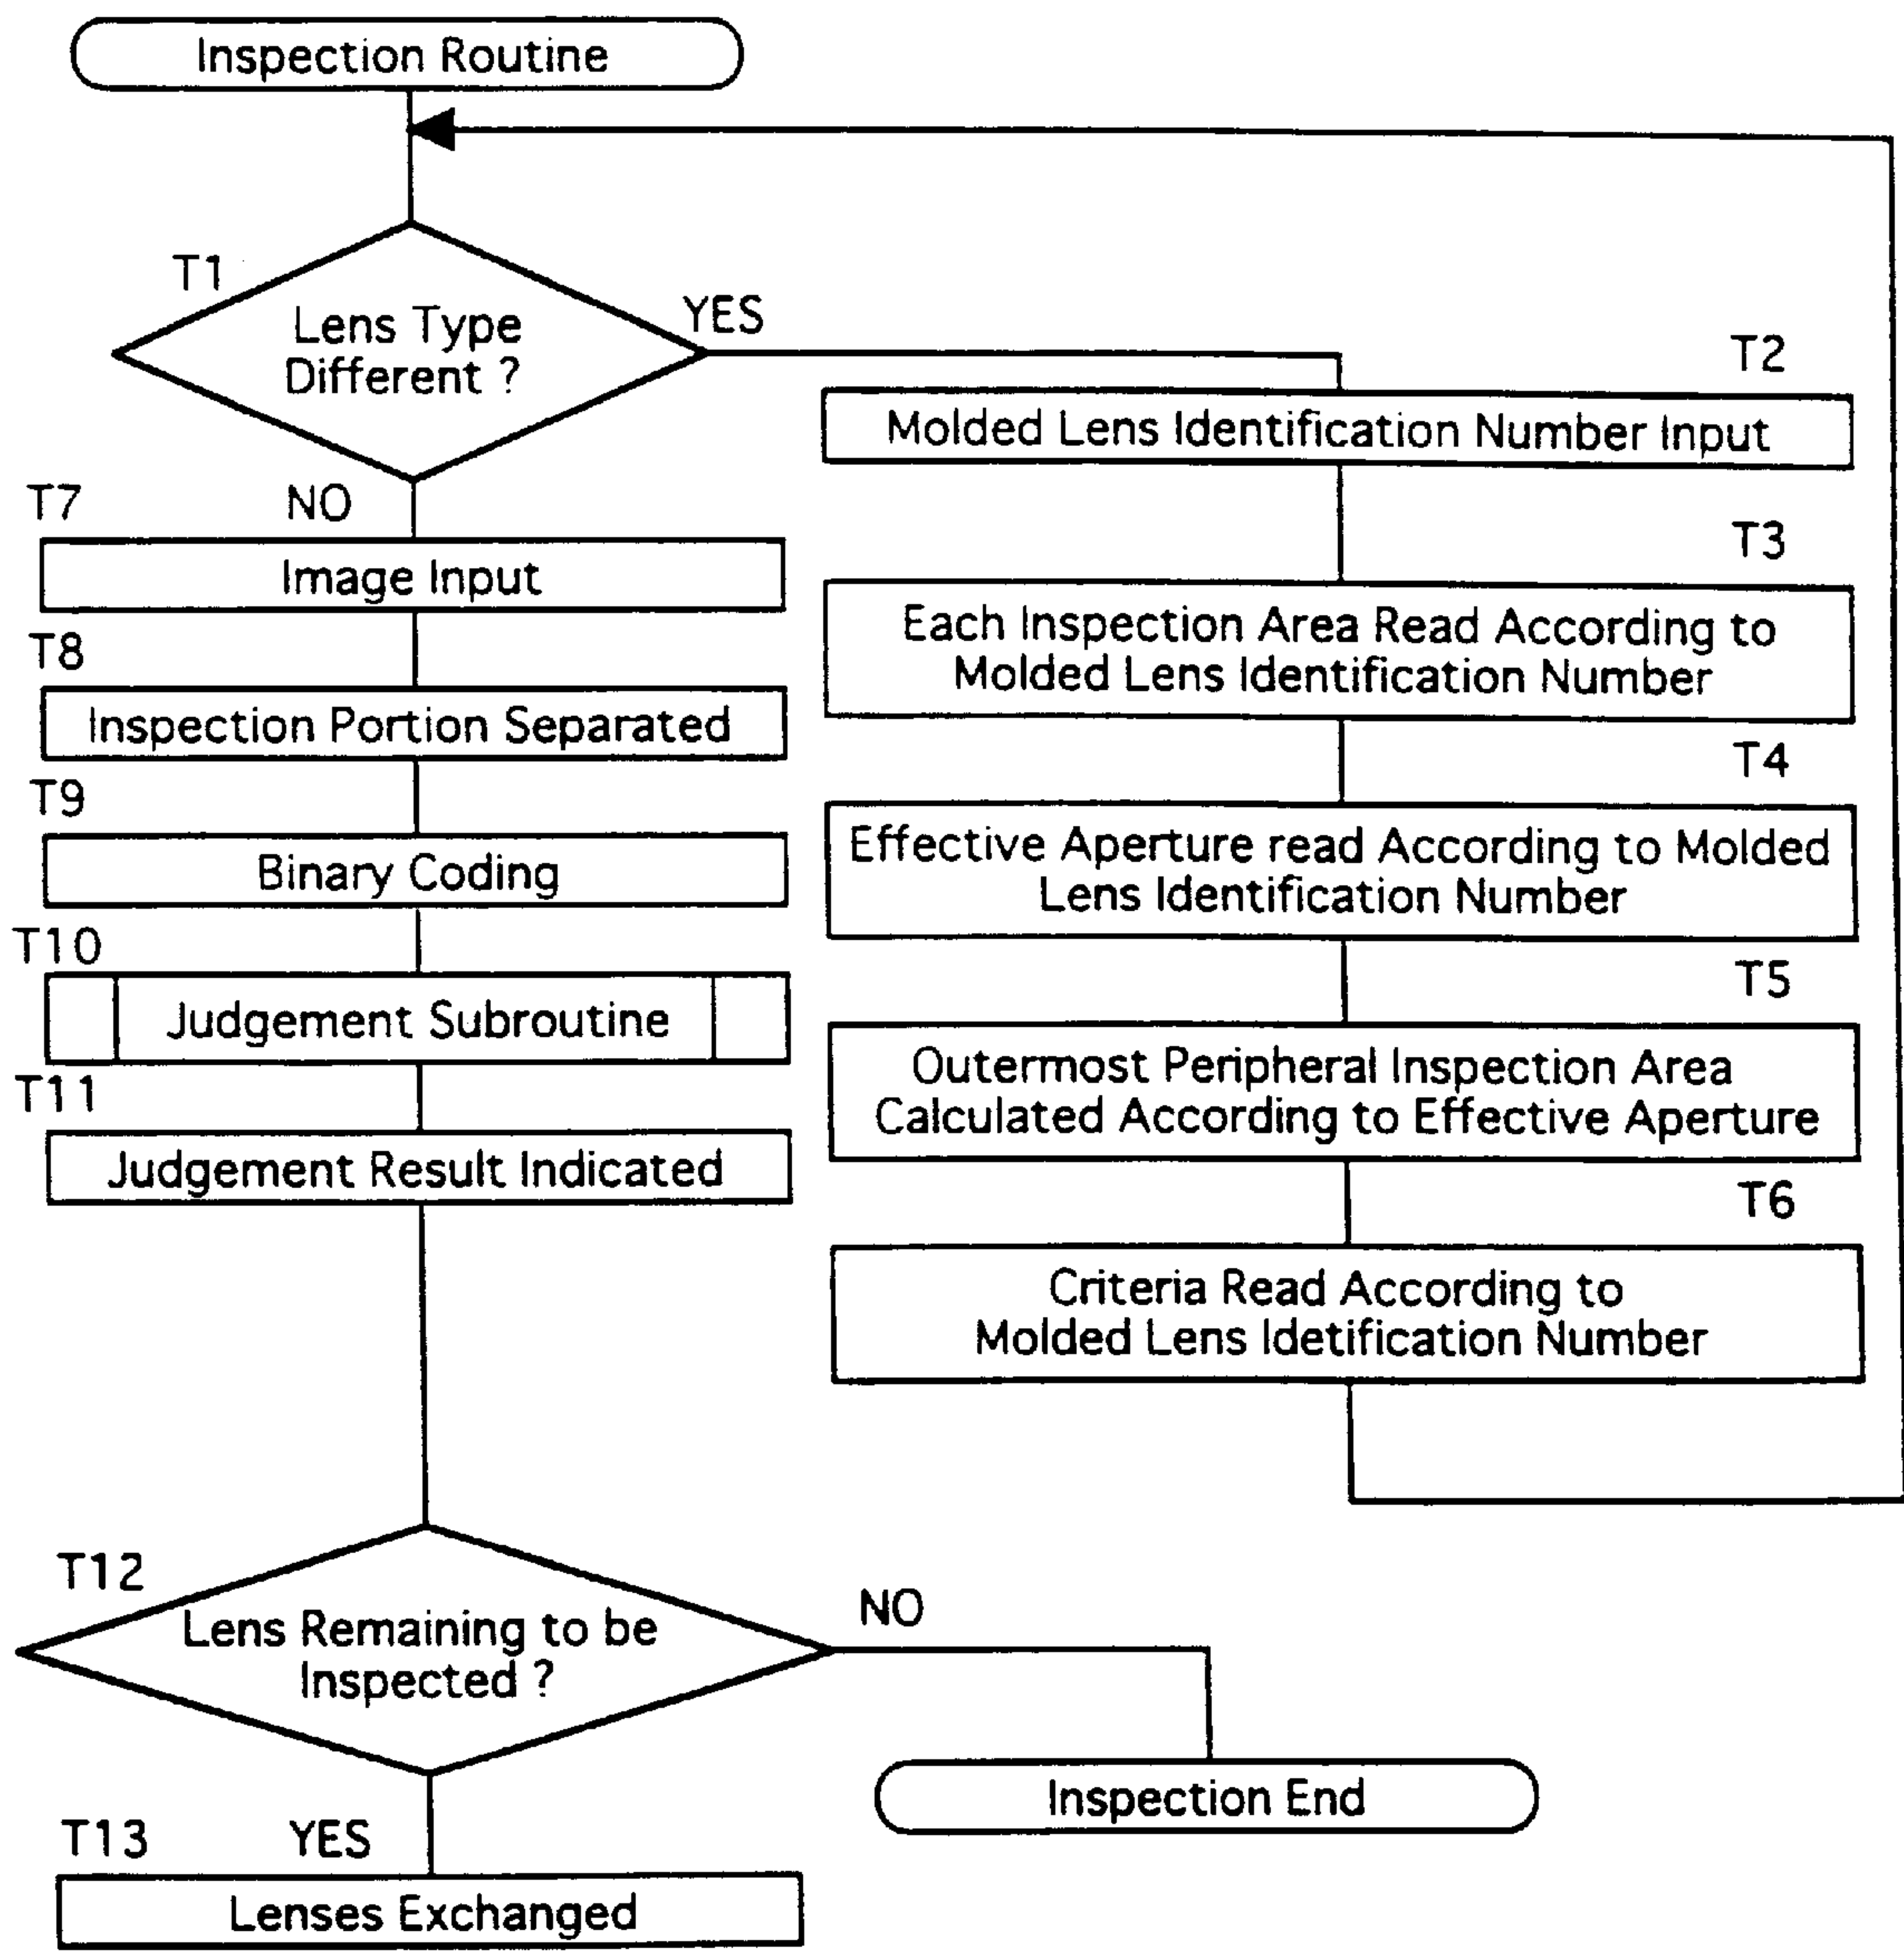 Inspection Routine
T1
Lens Type
Different ?
YES
NO
T2
Molded Lens Identification Number Input
T3
Each Inspection Area Read According to
Molded Lens Identification Number
T4
Effective Aperture read According to Molded
Lens Identification Number
T5
Outermost Peripheral Inspection Area
Calculated According to Effective Aperture
T6
Criteria Read According to
Molded Lens Idetification Number
T7
Image Input
T8
Inspection Portion Separated
T9
Binary Coding
T10
Judgement Subroutine
T11
Judgement Result Indicated
T12
Lens Remaining to be
Inspected ?
NO
Inspection End
YES
T13
Lenses Exchanged